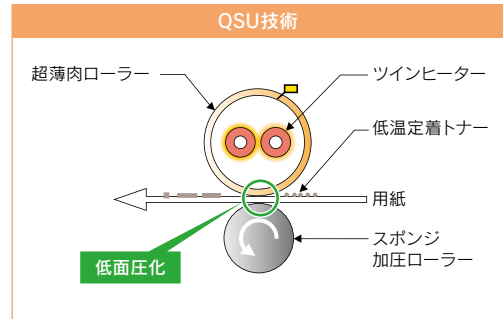 QSU技術
超薄肉ローラー
ツインヒーター
低温定着トナー
用紙
スポンジ
加圧ローラー
低面圧化